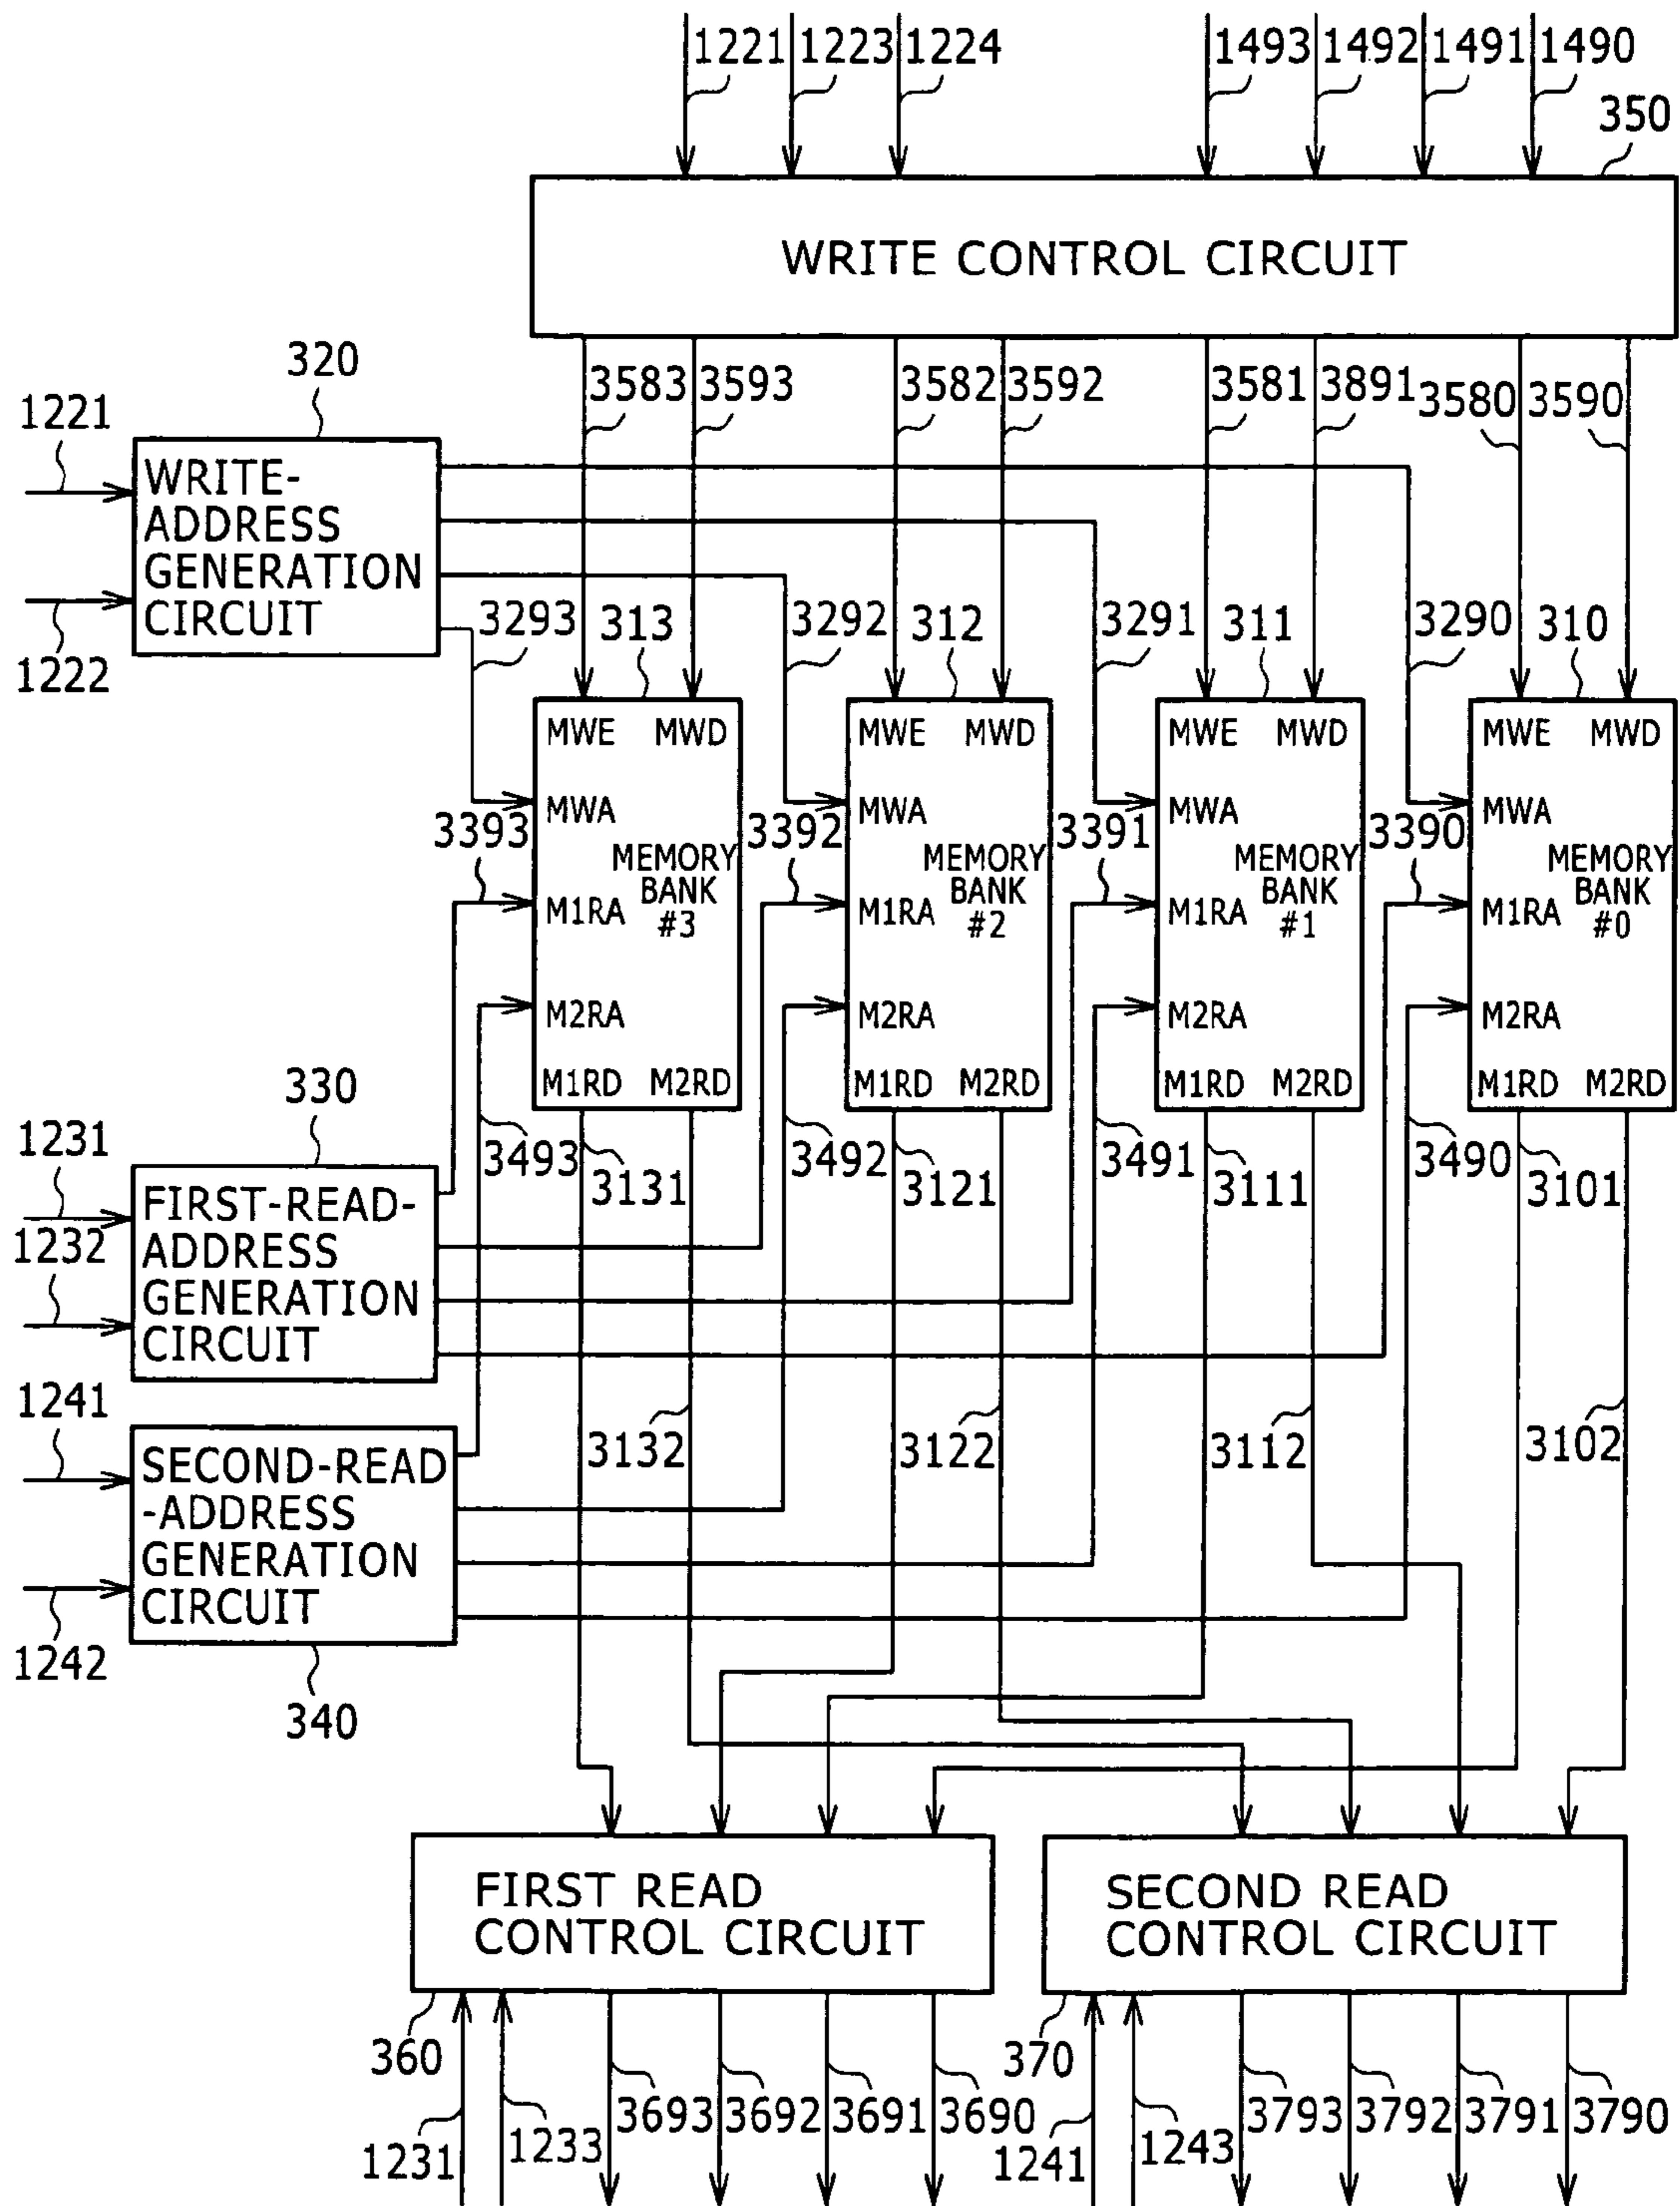 1221 1223 1224 1493 1492 1491 1490
350
WRITE CONTROL CIRCUIT
320
3583 3593 3582 3592 3581 3891 3580 3590
1221
WRITE-
ADDRESS
GENERATION
CIRCUIT
1222
3293 313 3292 312 3291 311 3290 310
MWE MWD MWE MWD MWE MWD MWE MWD
MWA MWA MWA MWA
3393 3392 3391 3390
MEMORY MEMORY MEMORY MEMORY
BANK BANK BANK BANK
M1RA #3 M1RA #2 M1RA #1 M1RA #0
M2RA M2RA M2RA M2RA
M1RD M2RD M1RD M2RD M1RD M2RD M1RD M2RD
330
1231
3493 3131 3492 3121 3491 3111 3490 3101
1232
FIRST-READ-
ADDRESS
GENERATION
CIRCUIT
1241
3132 3122 3112 3102
SECOND-READ
-ADDRESS
GENERATION
CIRCUIT
1242
340
FIRST READ
CONTROL CIRCUIT
SECOND READ
CONTROL CIRCUIT
360 370
3693 3692 3691 3690 3793 3792 3791 3790
1231 1233 1241 1243